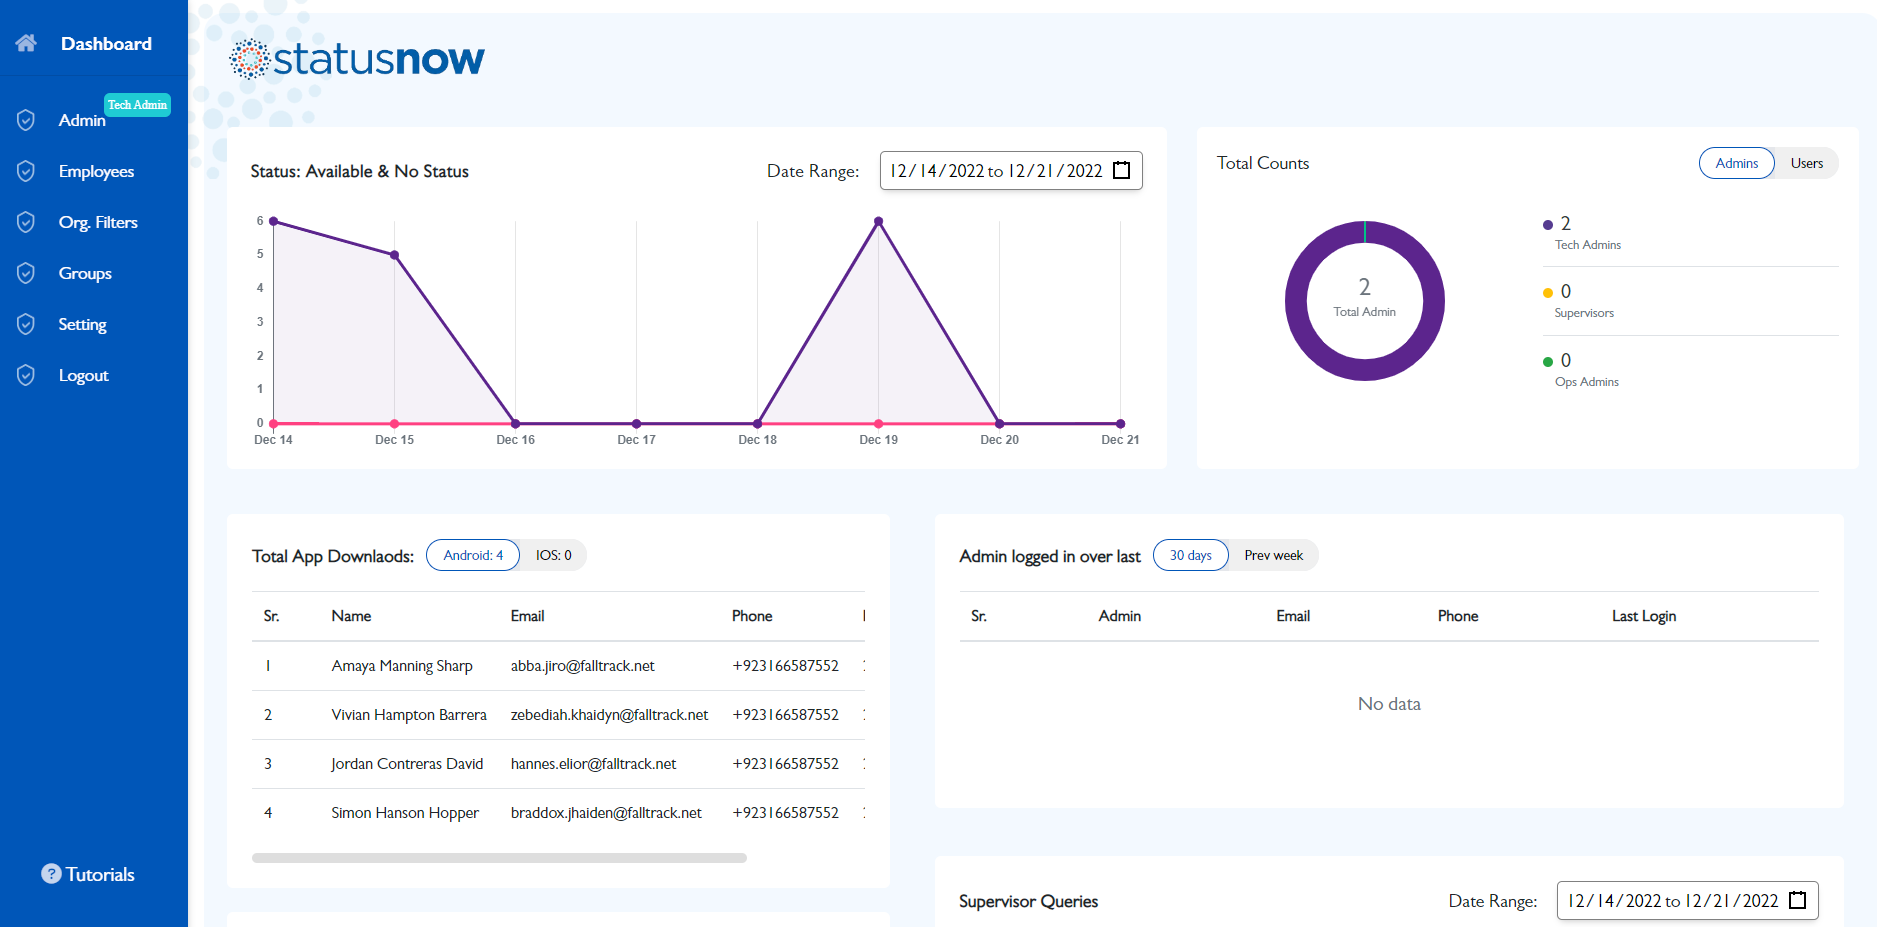 Dashboard
Tech Admin
Admin
Employees
Org. Filters
Groups
Setting
Logout
? Tutorials
statusnow
Status: Available & No Status
Date Range: 12/14/2022 to 12/21/2022
6
5
4
3
2
1
0
Dec 14 Dec 15 Dec 16 Dec 17 Dec 18 Dec 19 Dec 20 Dec 21
Total Counts
Admins Users
2
Total Admin
2
Tech Admins
0
Supervisors
0
Ops Admins
Total App Downlaods: Android: 4 IOS: 0
Sr. Name Email Phone
1 Amaya Manning Sharp abba.jiro@falltrack.net +923166587552
2 Vivian Hampton Barrera zebediah.khaidyn@falltrack.net +923166587552
3 Jordan Contreras David hannes.elior@falltrack.net +923166587552
4 Simon Hanson Hopper braddox.jhaiden@falltrack.net +923166587552
Admin logged in over last 30 days Prev week
Sr. Admin Email Phone Last Login
No data
Supervisor Queries
Date Range: 12/14/2022 to 12/21/2022